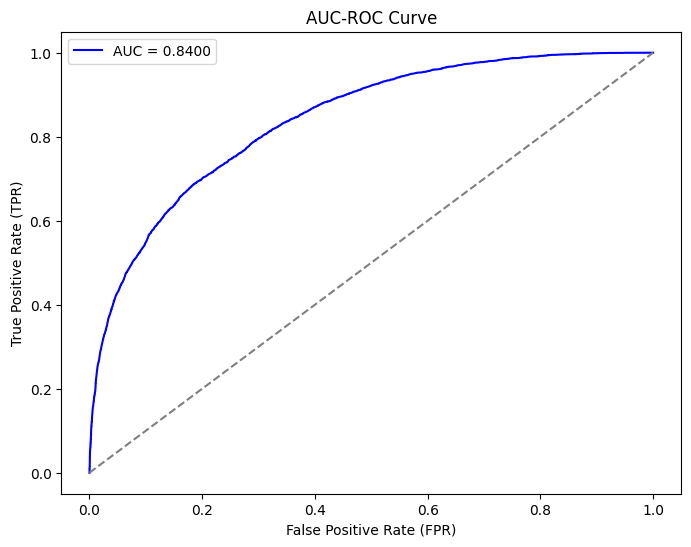 AUC-ROC Curve
AUC = 0.8400
1.0
0.8
0.6
0.4
0.2
0.0
True Positive Rate (TPR)
0.0 0.2 0.4 0.6 0.8 1.0
False Positive Rate (FPR)